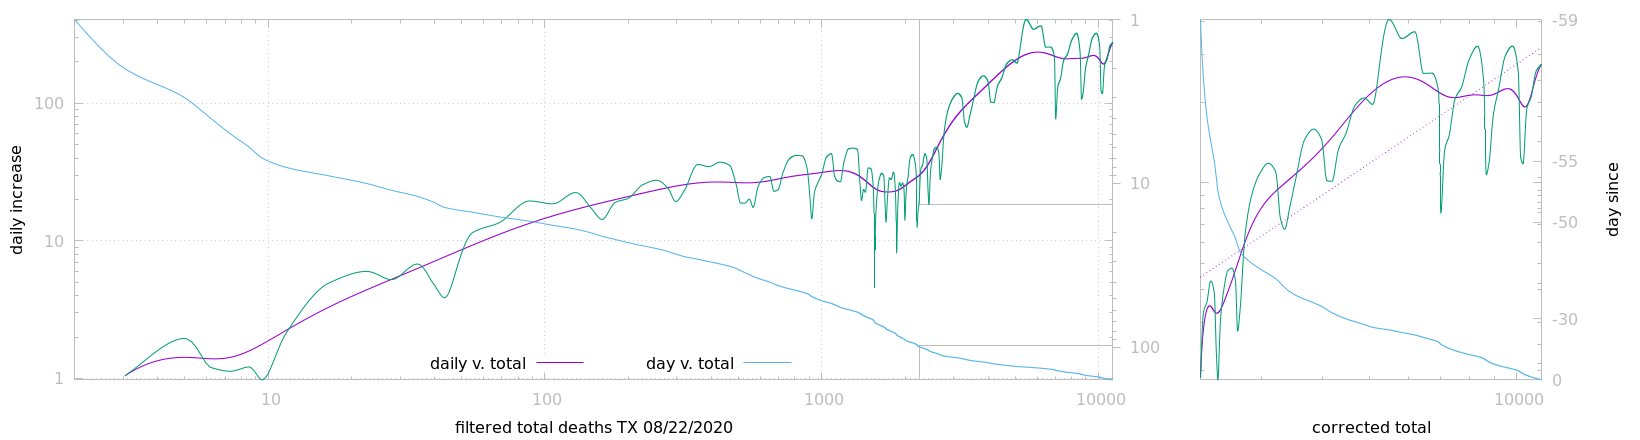 daily increase
100
10
1
10
100
1000
10000
filtered total deaths TX 08/22/2020
daily v. total
day v. total
1
10
100
-59
-55
-50
-30
0
day since
10000
corrected total